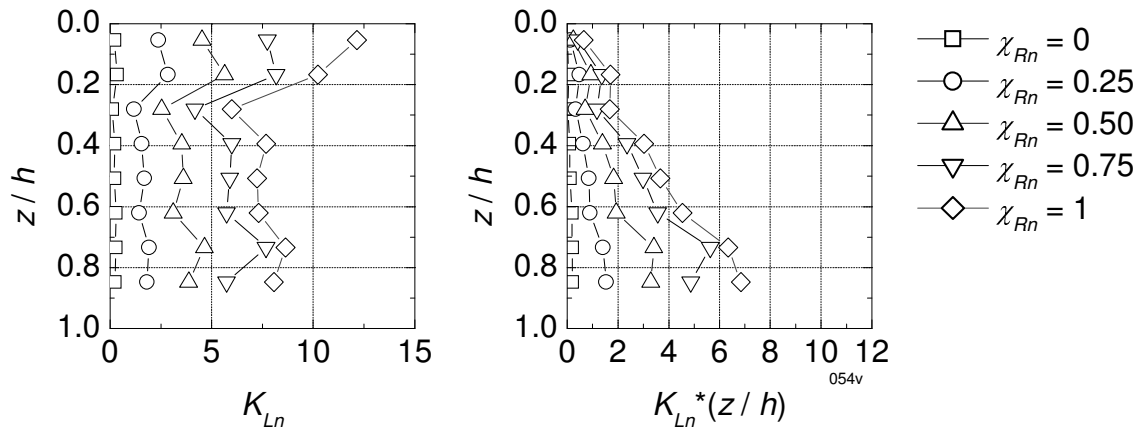 0.0
0.2
0.4
0.6
0.8
1.0
z / h
0 5 10 15
K_Ln
0.0
0.2
0.4
0.6
0.8
1.0
z / h
0 2 4 6 8 10 12
054v
K_Ln*(z / h)
χ_Rn = 0
χ_Rn = 0.25
χ_Rn = 0.50
χ_Rn = 0.75
χ_Rn = 1